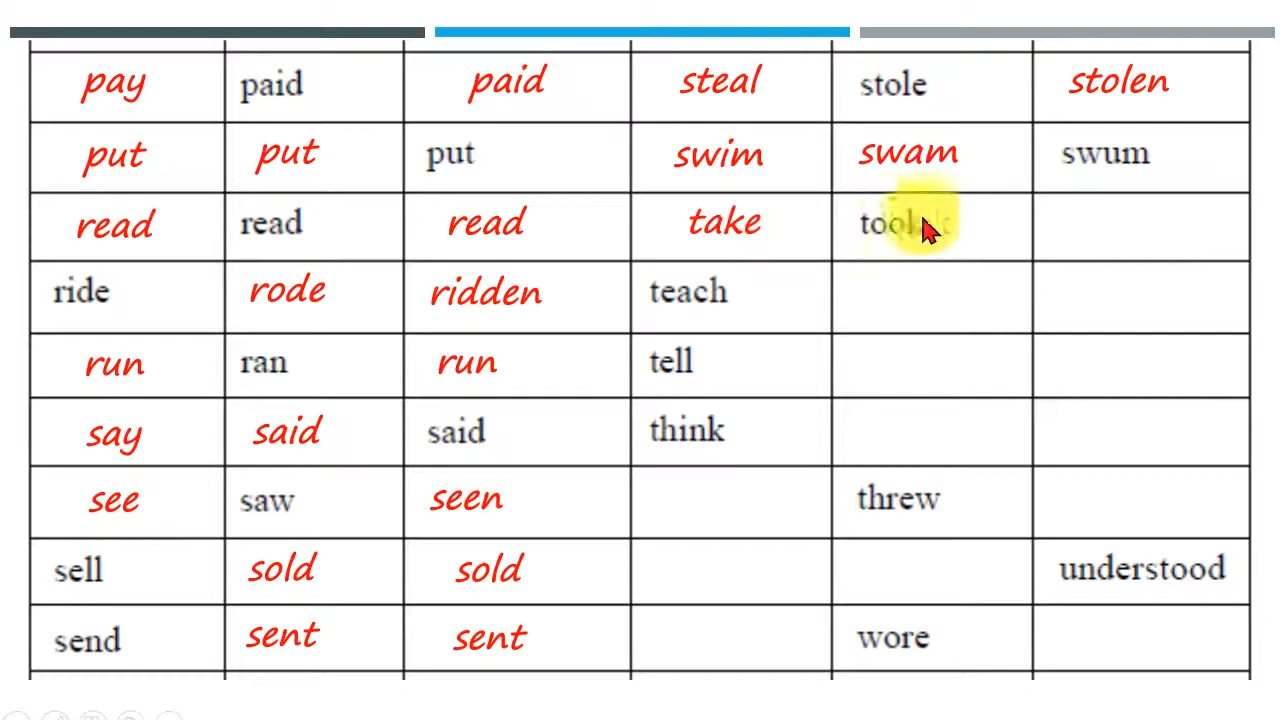 pay paid paid steal stole stolen
put put put swim swam swum
read read read take took
ride rode ridden teach
run ran run tell
say said said think
see saw seen threw
sell sold sold understood
send sent sent wore